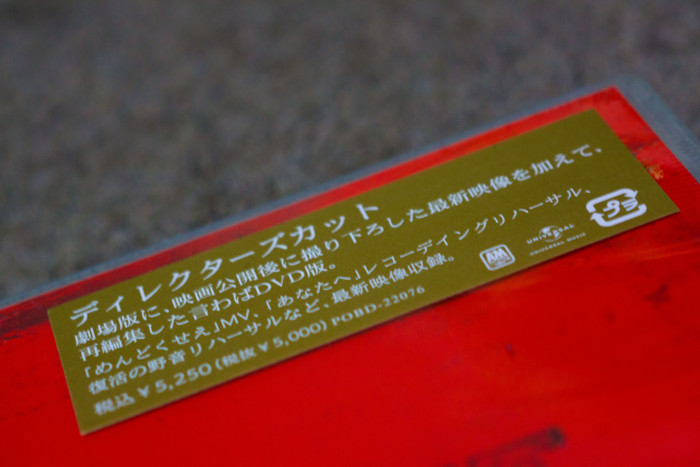 ディレクターズカット
劇場版に、映画公開後に撮り下ろした最新映像を加えて、
再編集した言わばDVD版。
「めんどくせえ」MV、「あなたへ」レコーディングリハーサル、
復活の野音リハーサルなど、最新映像収録。
税込￥5,250(税抜￥5,000) POBD-22076
A&M
UNIVERSAL
UNIVERSAL MUSIC